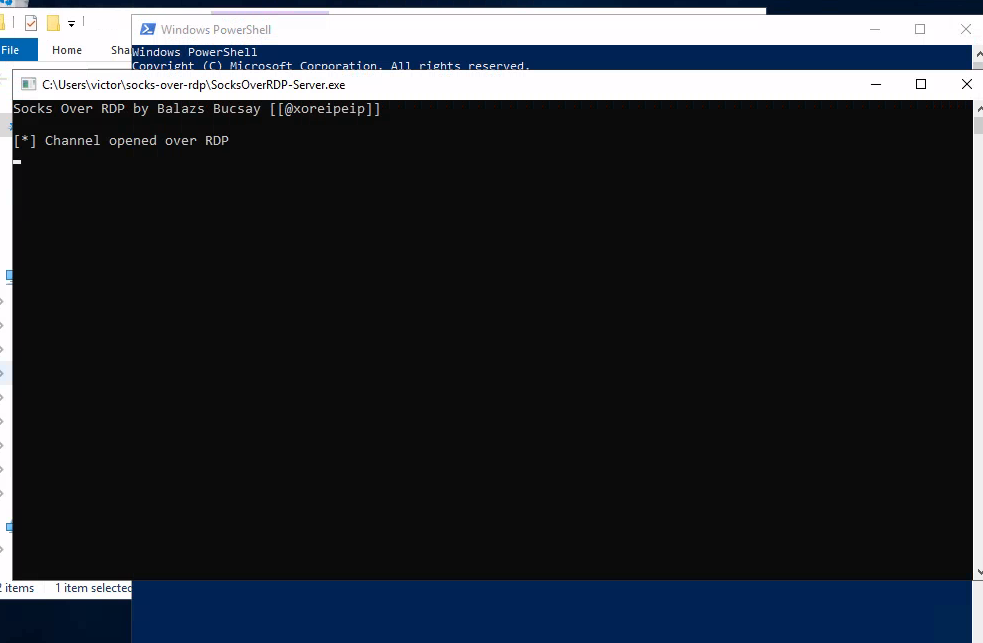 Windows PowerShell
File Home Sha
Windows PowerShell
Copyright (C) Microsoft Corporation. All rights reserved.
C:\Users\victor\socks-over-rdp\SocksOverRDP-Server.exe
Socks Over RDP by Balazs Bucsay [[@xoreipeip]]
[*] Channel opened over RDP
2 items 1 item selected